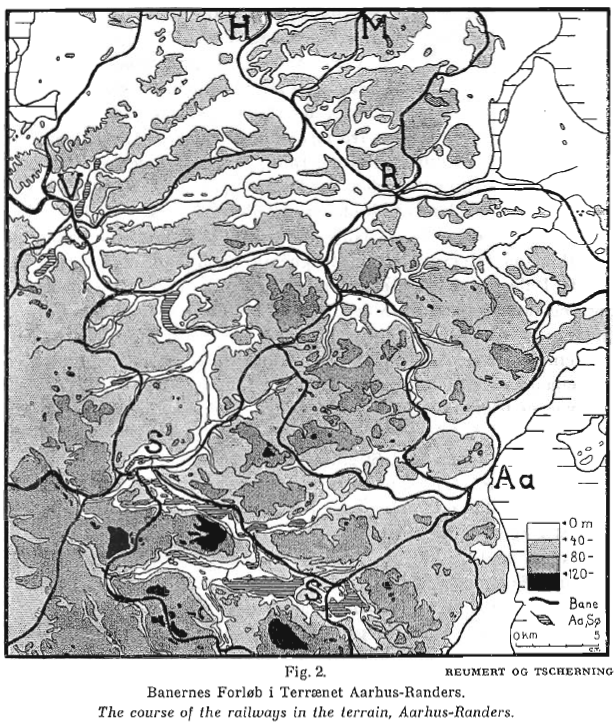 H M
V R
S
Aa
S
0 m
40-
80-
120-
Bane
Aa, Sø
0 km 5
Fig. 2. REUMERT OG TSCHERNING
Banernes Forløb i Terrænet Aarhus-Randers.
The course of the railways in the terrain, Aarhus-Randers.